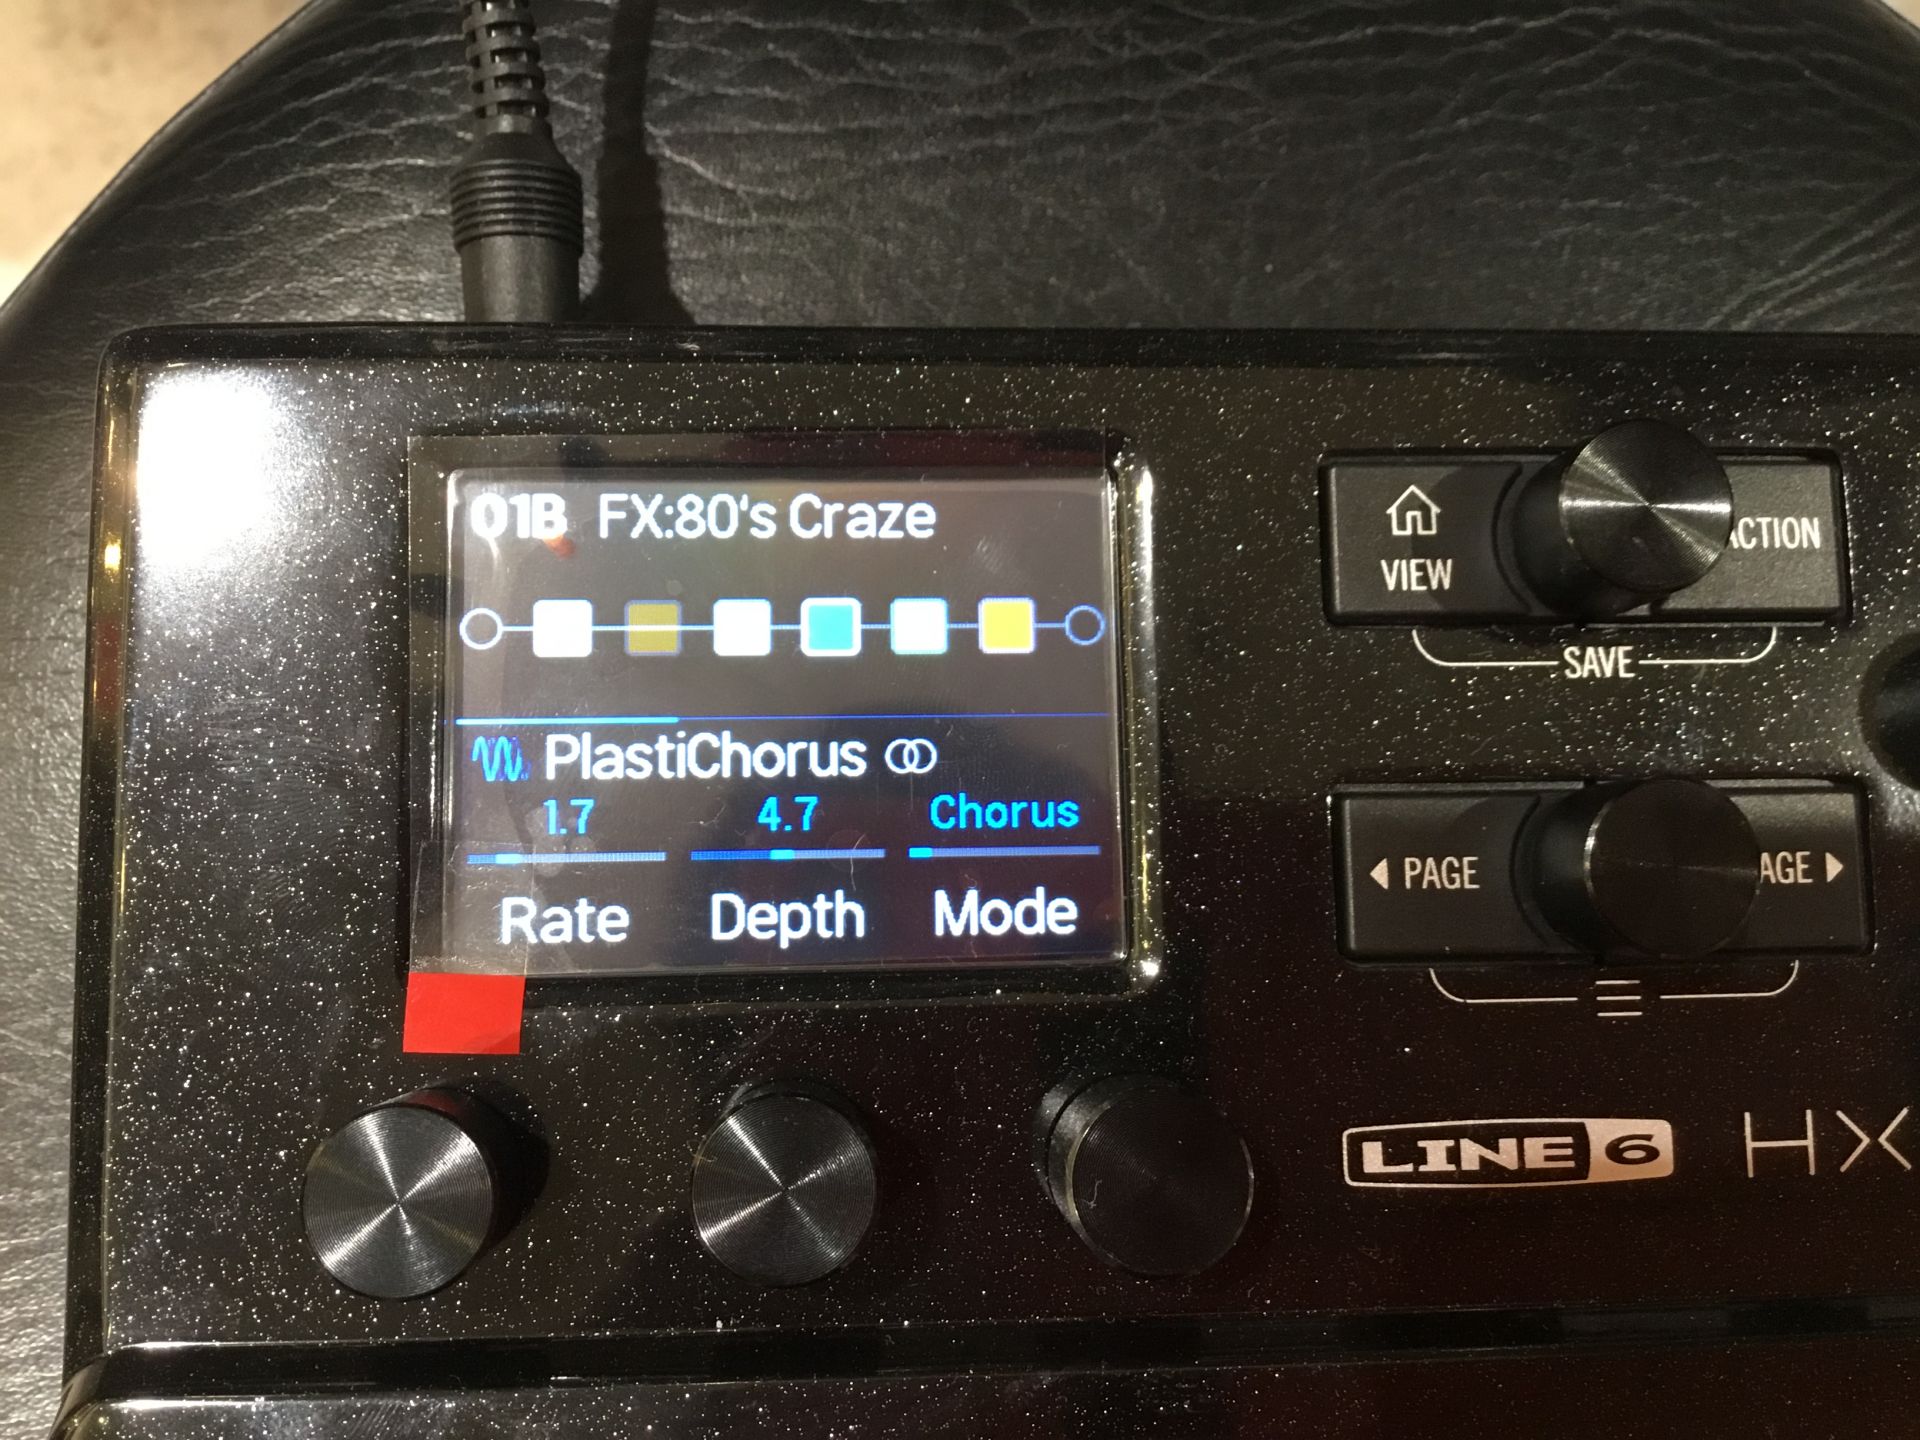 01B FX:80's Craze
PlastiChorus
1.7 4.7 Chorus
Rate Depth Mode
VIEW
ACTION
SAVE
PAGE
AGE
LINE 6 HX